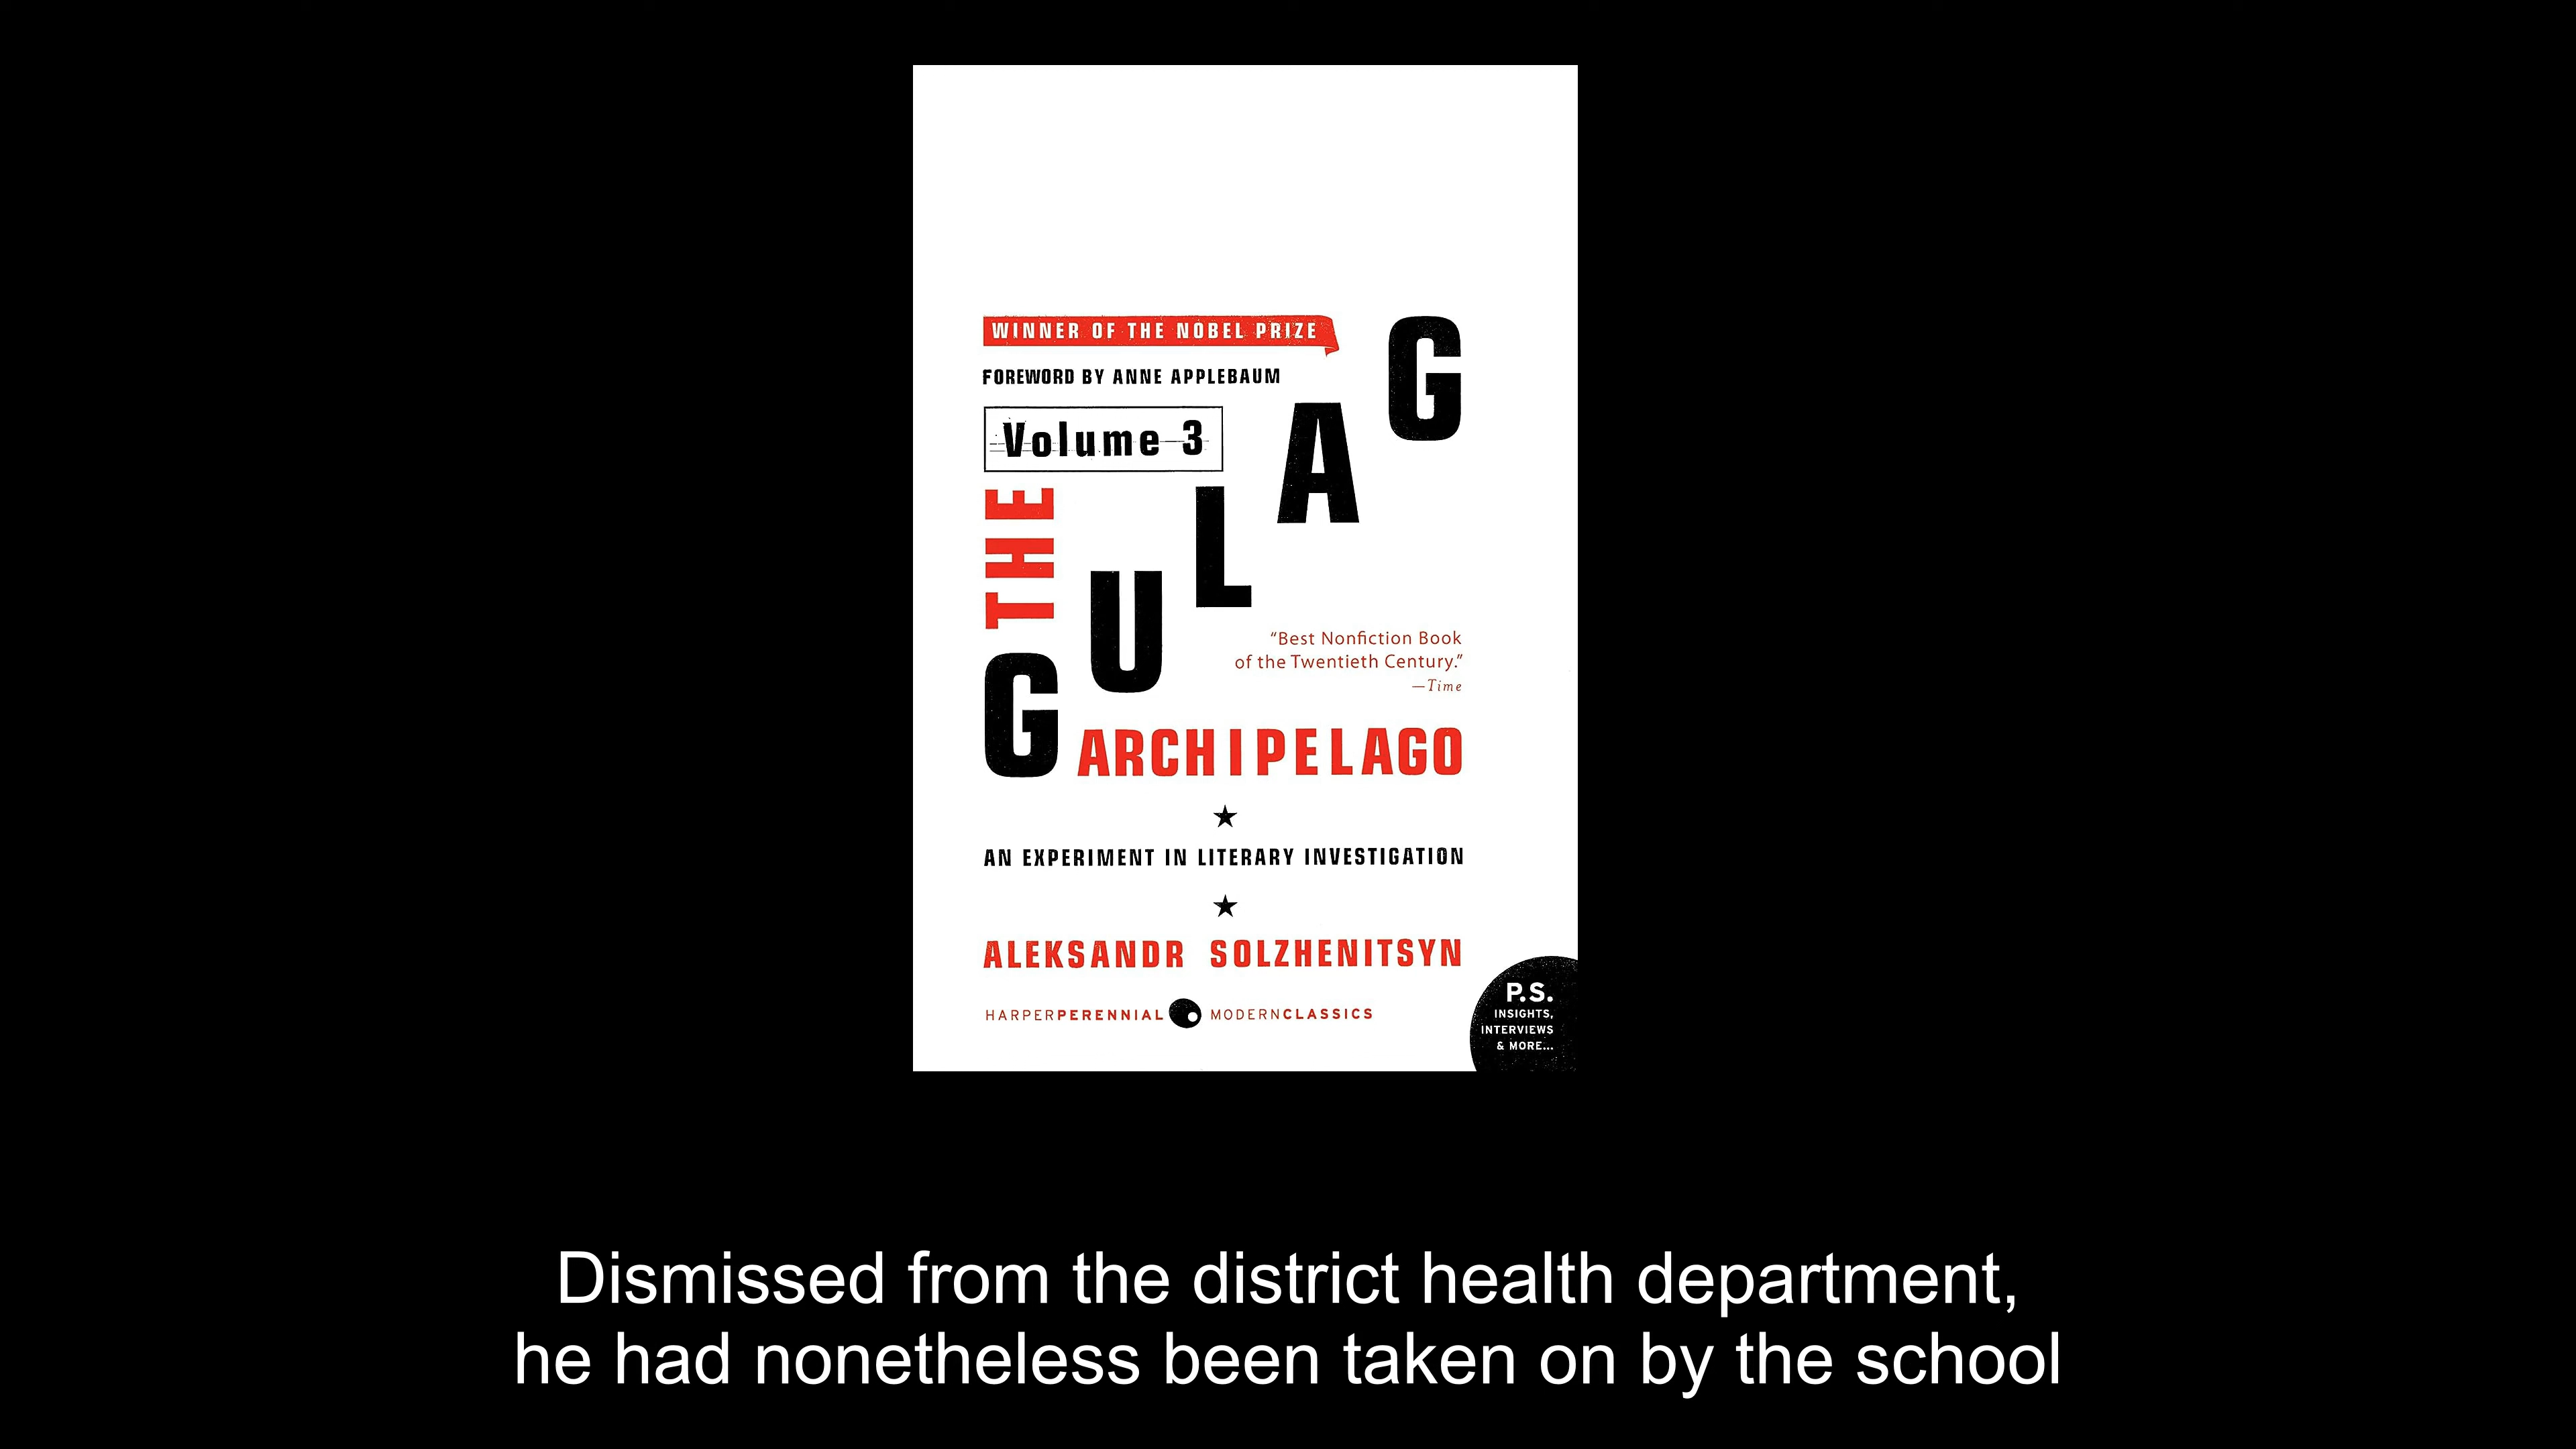 WINNER OF THE NOBEL PRIZE
FOREWORD BY ANNE APPLEBAUM
Volume 3
THE
GULAG
"Best Nonfiction Book
of the Twentieth Century."
—Time
ARCHIPELAGO
★
AN EXPERIMENT IN LITERARY INVESTIGATION
★
ALEKSANDR SOLZHENITSYN
HARPERPERENNIAL MODERNCLASSICS
P.S.
INSIGHTS,
INTERVIEWS
& MORE...
Dismissed from the district health department,
he had nonetheless been taken on by the school